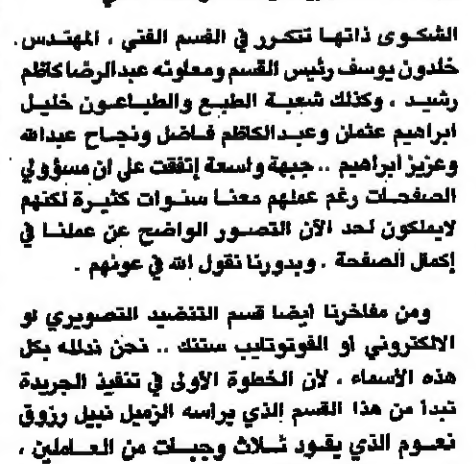 الشكوى ذاتها تتكرر في القسم الفني ، المهندس .
خلدون يوسف رئيس القسم ومعاونه عبدالرضا كاظم
رشيد ، وكذلك شعبة الطبع والطباعون خليل
ابراهيم عثمان وعبدالكاظم فاضل ونجاح عبدالله
وعزيز ابراهيم .. جبهة واسعة إتفقت على ان مسؤولي
الصفحات رغم عملهم معنا سنوات كثيرة لكنهم
لايملكون لحد الآن التصور الواضح عن عملنا في
إكمال الصفحة . وبدورنا نقول الله في عونهم .
ومن مفاخرنا ايضا قسم التنضيد التصويري او
الالكتروني أو الفوتوتايب ستنك .. نحن ندلله بكل
هذه الأسماء ، لأن الخطوة الأولى في تنفيذ الجريدة
تبدأ من هذا القسم الذي يراسه الزميل نبيل رزوق
نعوم الذي يقود ثلاث وجبات من العاملين ،